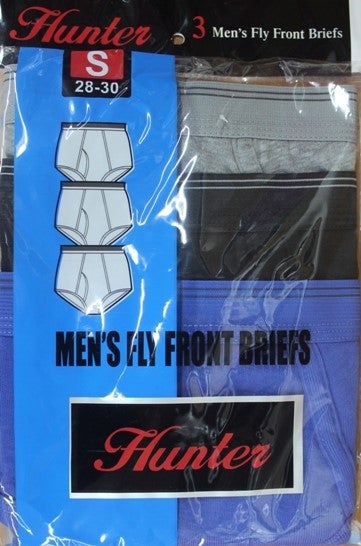 Hunter 3 Men's Fly Front Briefs
S
28-30
MEN'S FLY FRONT BRIEFS
Hunter